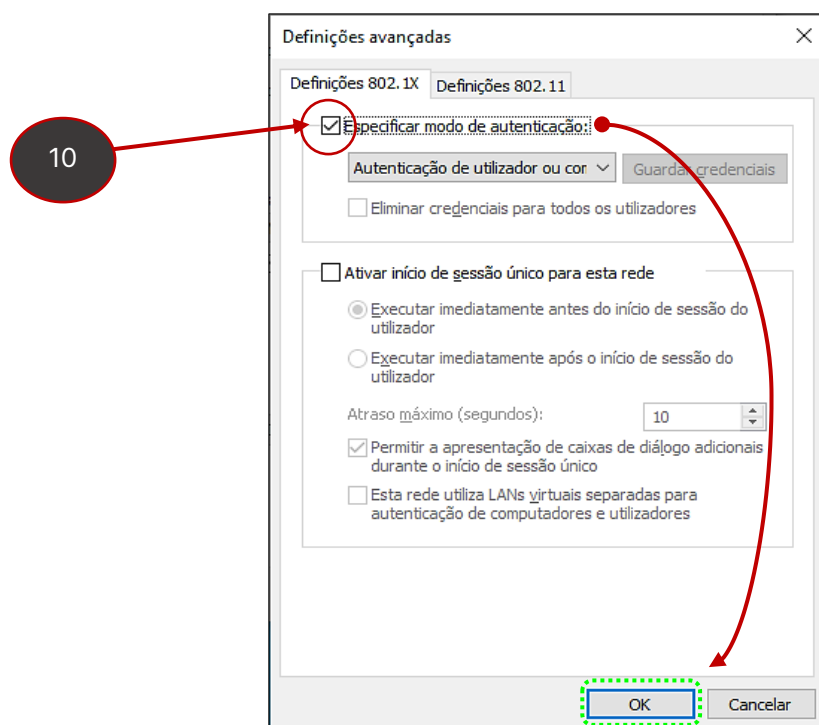 Definições avançadas
Definições 802.1X
Definições 802.11
10
Especificar modo de autenticação:
Autenticação de utilizador ou cor
Guardar credenciais
Eliminar credenciais para todos os utilizadores
Ativar início de sessão único para esta rede
Executar imediatamente antes do início de sessão do
utilizador
Executar imediatamente após o início de sessão do
utilizador
Atraso máximo (segundos):
10
Permitir a apresentação de caixas de diálogo adicionais
durante o início de sessão único
Esta rede utiliza LANs virtuais separadas para
autenticação de computadores e utilizadores
OK
Cancelar